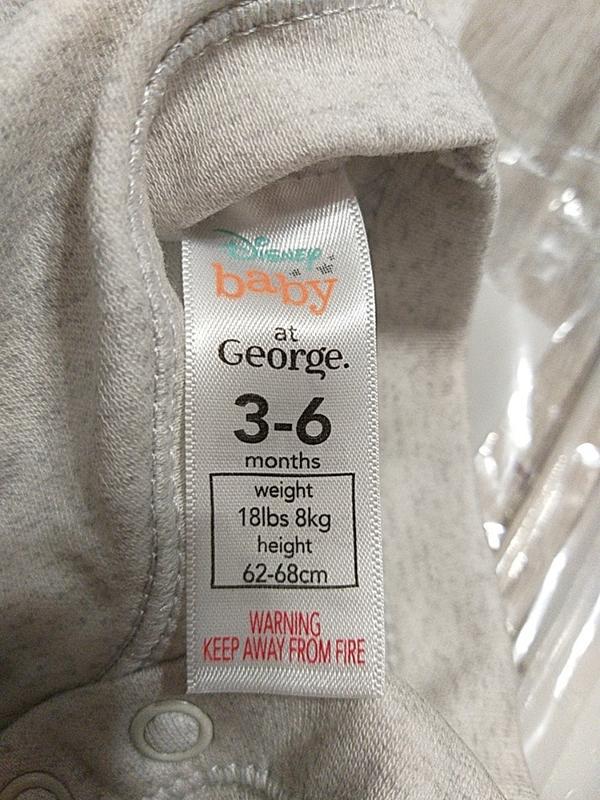 Disney
baby
at
George.
3-6
months
weight
18lbs 8kg
height
62-68cm
WARNING
KEEP AWAY FROM FIRE